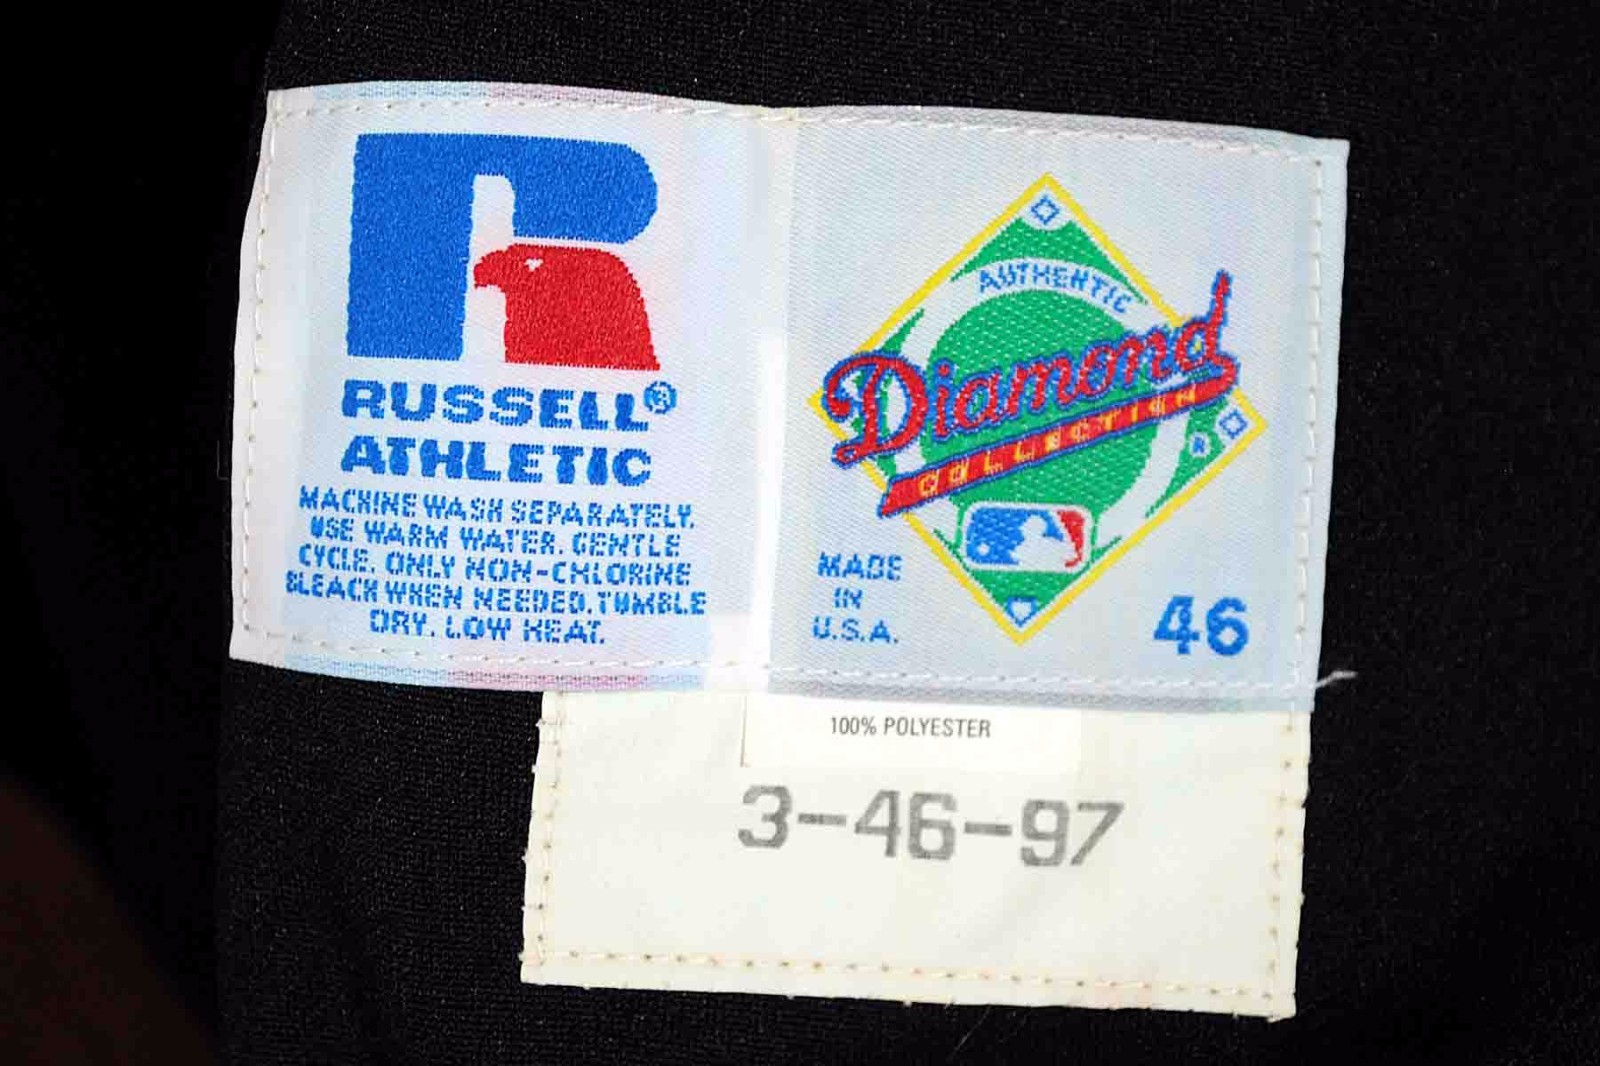 RUSSELL®
ATHLETIC
MACHINE WASH SEPARATELY.
USE WARM WATER. GENTLE
CYCLE. ONLY NON-CHLORINE
BLEACH WHEN NEEDED. TUMBLE
DRY. LOW HEAT.
AUTHENTIC
Diamond
COLLECTION
®
MADE
IN
U.S.A.
46
100% POLYESTER
3-46-97